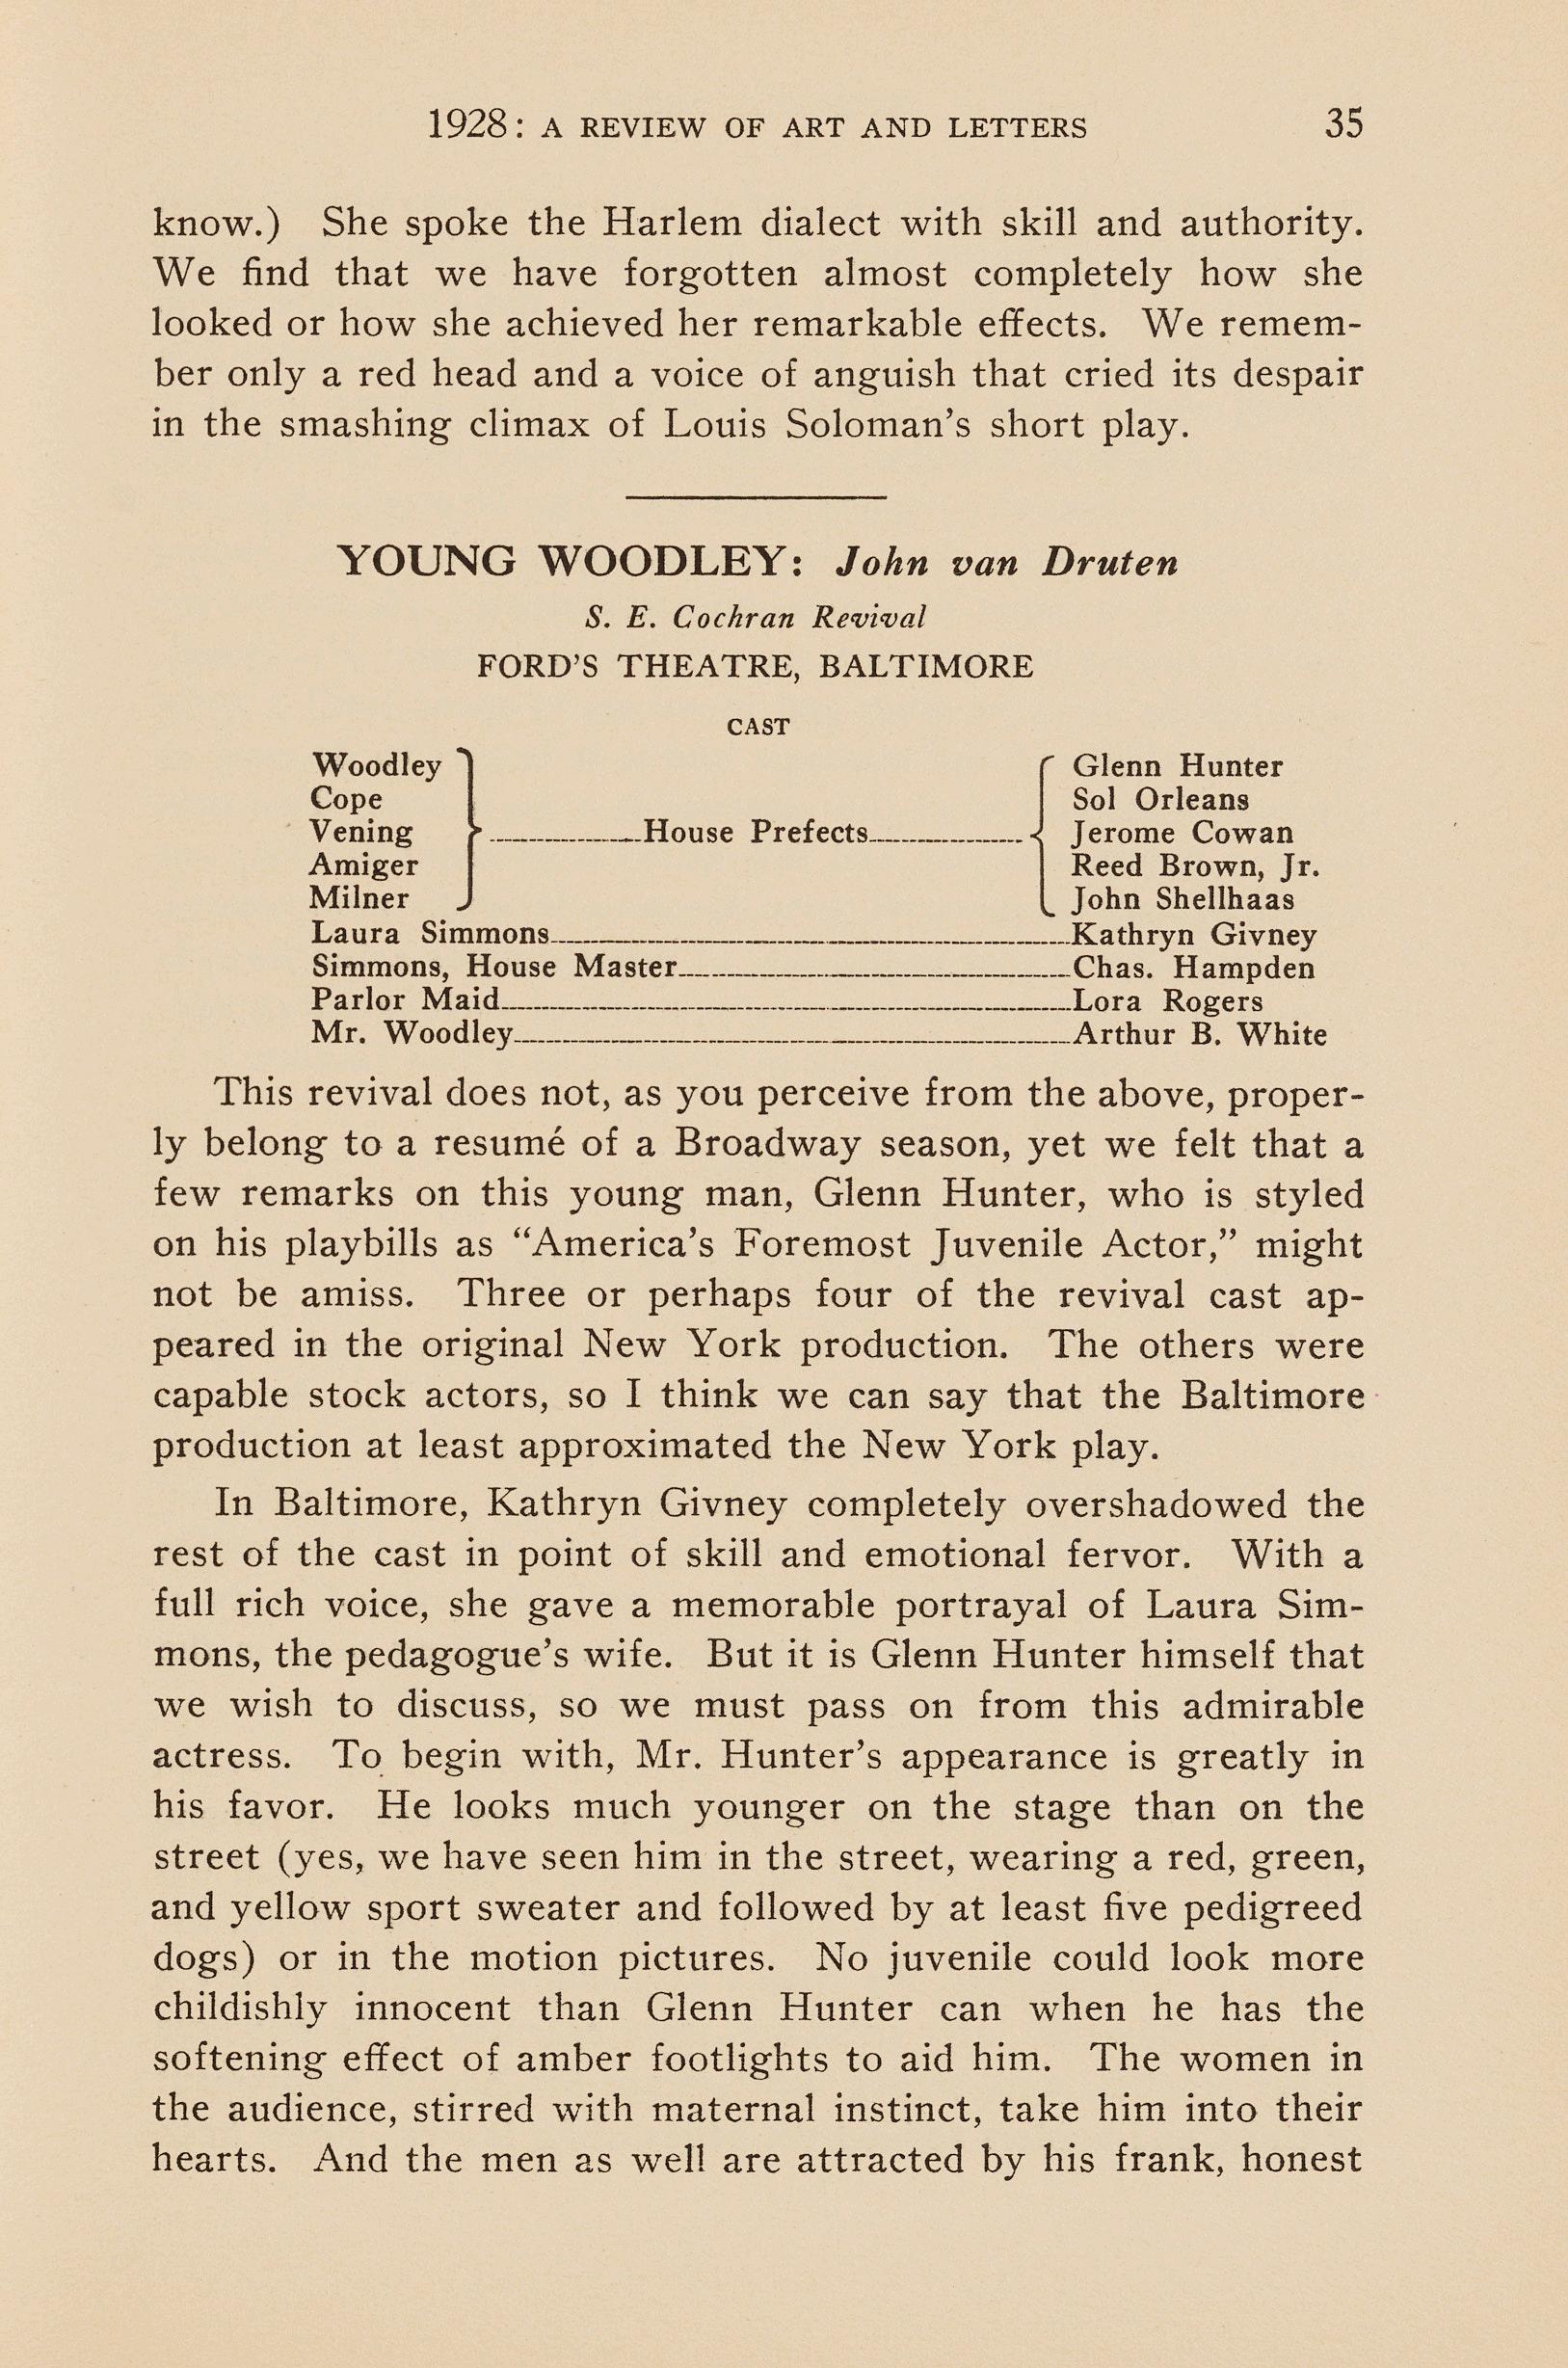 1928: A REVIEW OF ART AND LETTERS 35
know.) She spoke the Harlem dialect with skill and authority.
We find that we have forgotten almost completely how she
looked or how she achieved her remarkable effects. We remem-
ber only a red head and a voice of anguish that cried its despair
in the smashing climax of Louis Soloman's short play.
YOUNG WOODLEY: John van Druten
S. E. Cochran Revival
FORD'S THEATRE, BALTIMORE
CAST
Woodley Glenn Hunter
Cope Sol Orleans
Vening House Prefects Jerome Cowan
Amiger Reed Brown, Jr.
Milner John Shellhaas
Laura Simmons Kathryn Givney
Simmons, House Master Chas. Hampden
Parlor Maid Lora Rogers
Mr. Woodley Arthur B. White
This revival does not, as you perceive from the above, proper-
ly belong to a resumé of a Broadway season, yet we felt that a
few remarks on this young man, Glenn Hunter, who is styled
on his playbills as "America's Foremost Juvenile Actor," might
not be amiss. Three or perhaps four of the revival cast ap-
peared in the original New York production. The others were
capable stock actors, so I think we can say that the Baltimore
production at least approximated the New York play.
In Baltimore, Kathryn Givney completely overshadowed the
rest of the cast in point of skill and emotional fervor. With a
full rich voice, she gave a memorable portrayal of Laura Sim-
mons, the pedagogue's wife. But it is Glenn Hunter himself that
we wish to discuss, so we must pass on from this admirable
actress. To begin with, Mr. Hunter's appearance is greatly in
his favor. He looks much younger on the stage than on the
street (yes, we have seen him in the street, wearing a red, green,
and yellow sport sweater and followed by at least five pedigreed
dogs) or in the motion pictures. No juvenile could look more
childishly innocent than Glenn Hunter can when he has the
softening effect of amber footlights to aid him. The women in
the audience, stirred with maternal instinct, take him into their
hearts. And the men as well are attracted by his frank, honest